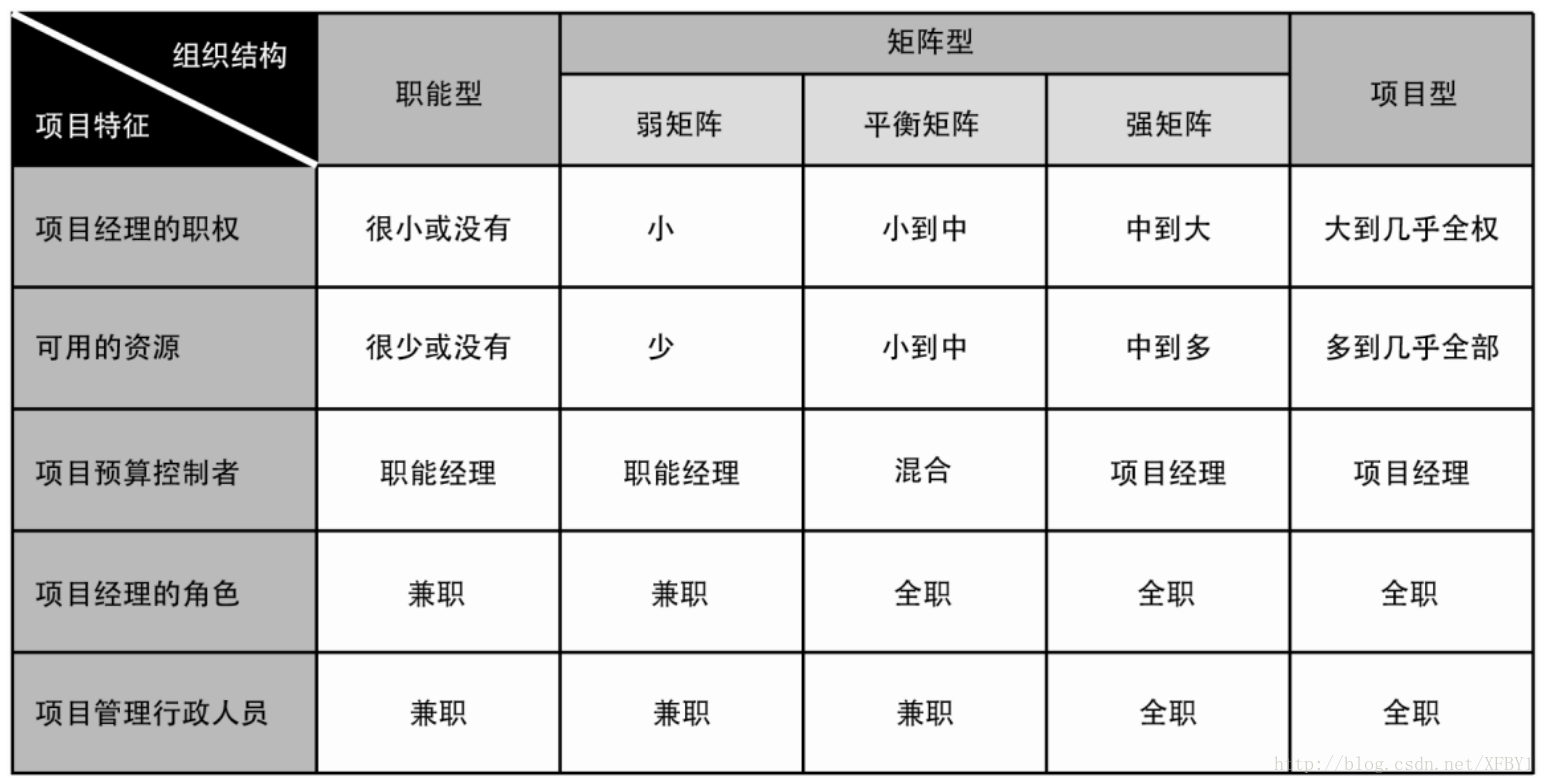 组织结构
项目特征
职能型
矩阵型
项目型
弱矩阵
平衡矩阵
强矩阵
项目经理的职权
很小或没有
小
小到中
中到大
大到几乎全权
可用的资源
很少或没有
少
小到中
中到多
多到几乎全部
项目预算控制者
职能经理
职能经理
混合
项目经理
项目经理
项目经理的角色
兼职
兼职
全职
全职
全职
项目管理行政人员
兼职
兼职
兼职
全职
全职
http://blog.csdn.net/XFBY1